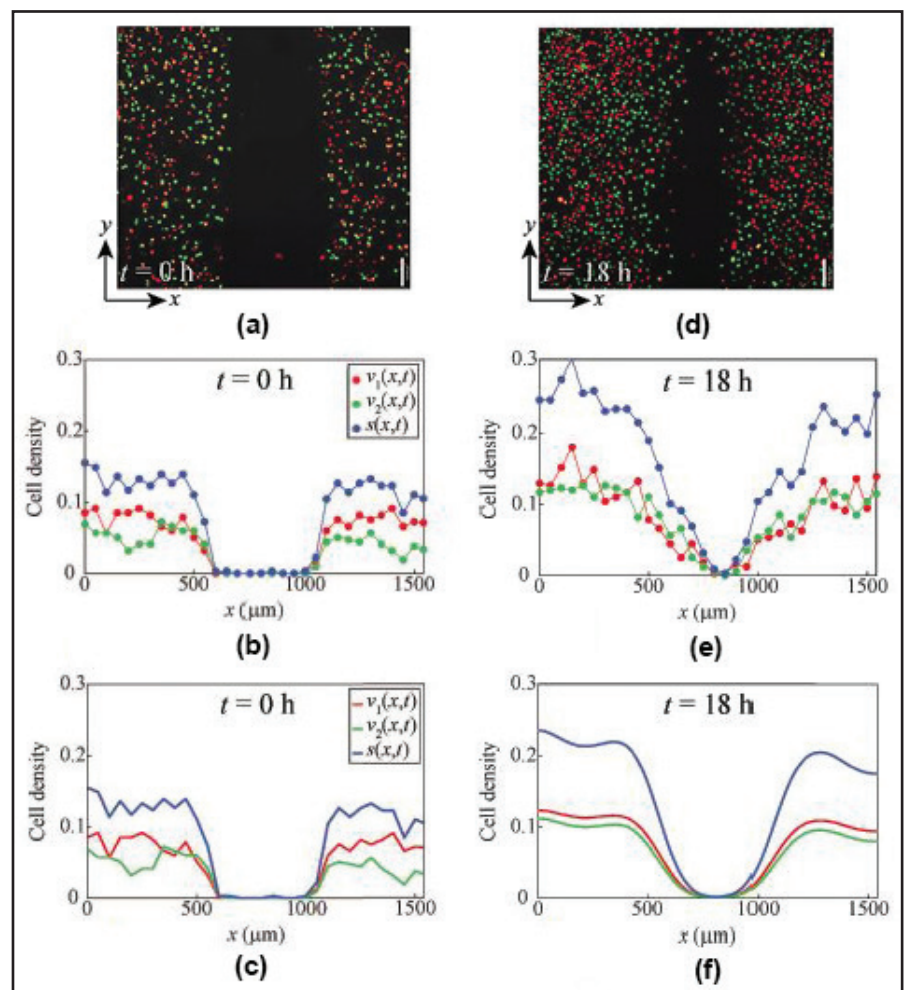 y
t = 0 h
x
(a)
y
t = 18 h
x
(d)
0.3
0.2
0.1
0
Cell density
t = 0 h
v₁(x,t)
v₂(x,t)
s(x,t)
0 500 1000 1500
x (μm)
(b)
0.3
0.2
0.1
0
Cell density
t = 18 h
0 500 1000 1500
x (μm)
(e)
0.3
0.2
0.1
0
Cell density
t = 0 h
v₁(x,t)
v₂(x,t)
s(x,t)
0 500 1000 1500
x (μm)
(c)
0.3
0.2
0.1
0
Cell density
t = 18 h
0 500 1000 1500
x (μm)
(f)